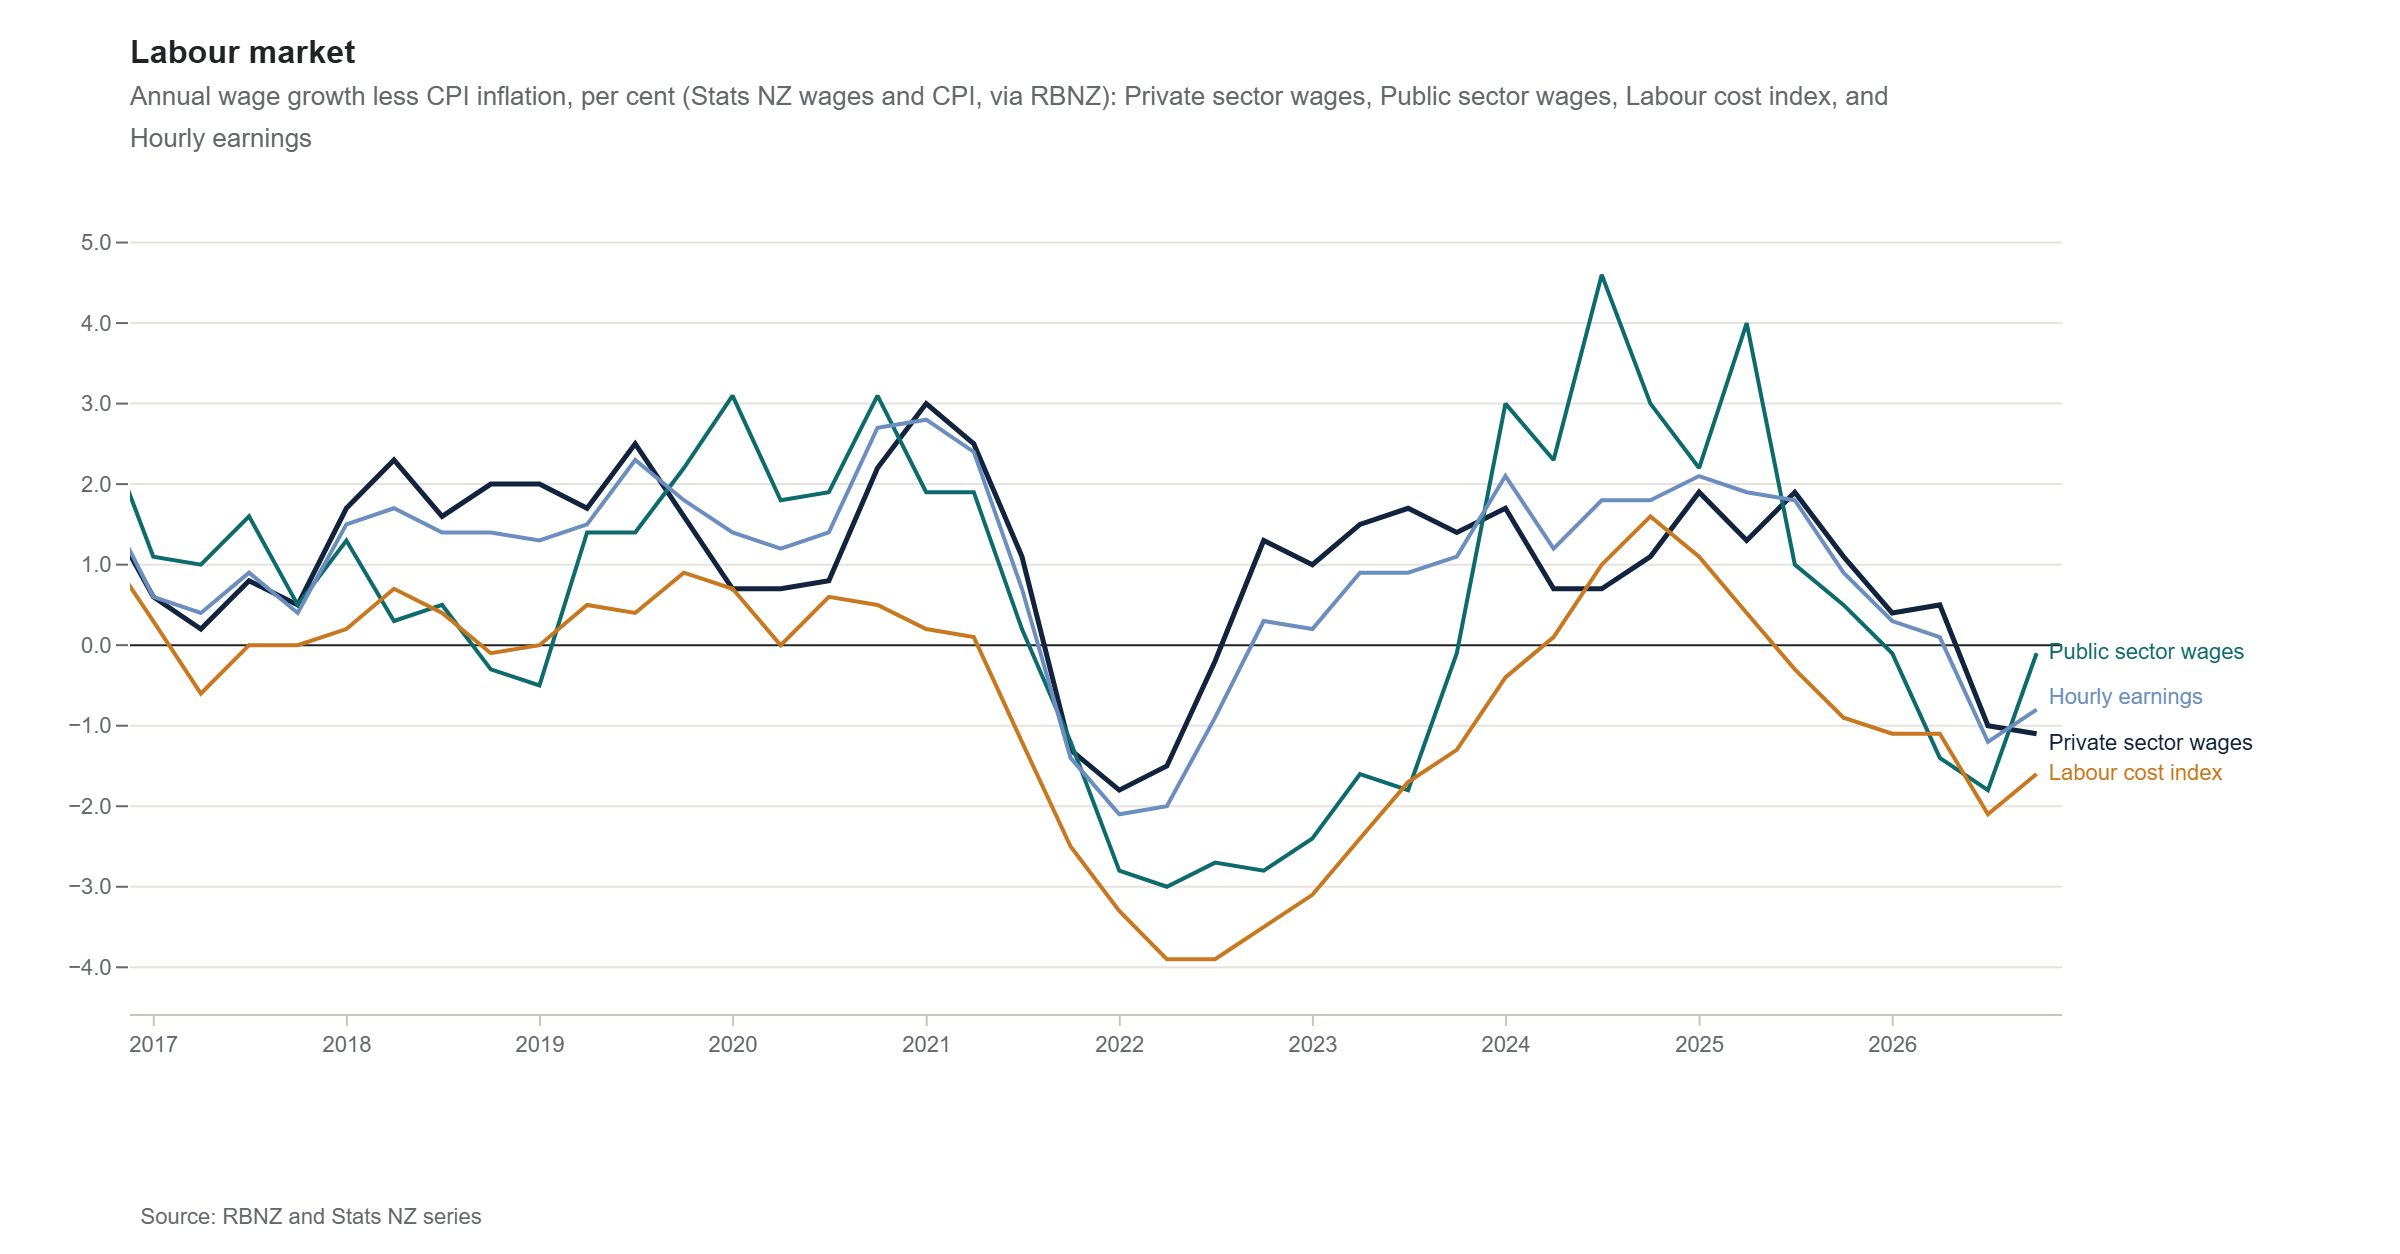 Labour market
Annual wage growth less CPI inflation, per cent (Stats NZ wages and CPI, via RBNZ): Private sector wages, Public sector wages, Labour cost index, and
Hourly earnings
5.0
4.0
3.0
2.0
1.0
0.0
−1.0
−2.0
−3.0
−4.0
Public sector wages
Hourly earnings
Private sector wages
Labour cost index
2017 2018 2019 2020 2021 2022 2023 2024 2025 2026
Source: RBNZ and Stats NZ series